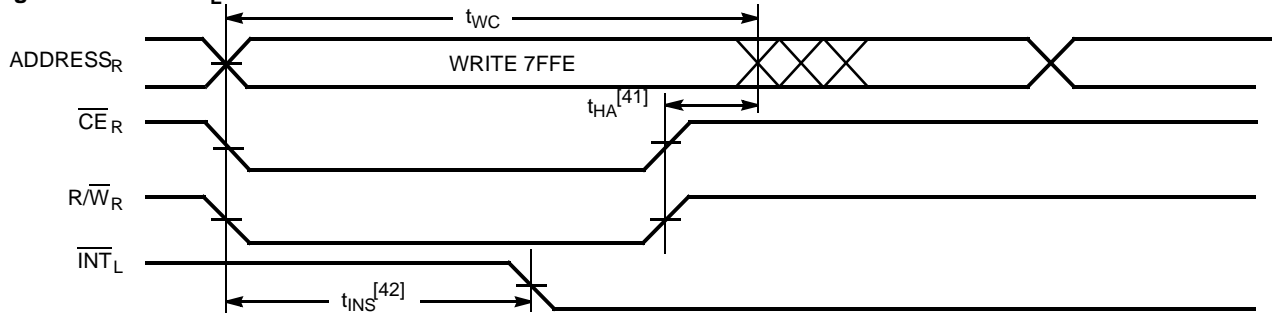 L
tWC
ADDRESSR
WRITE 7FFE
tHA[41]
CER
R/WR
INTL
tINS[42]